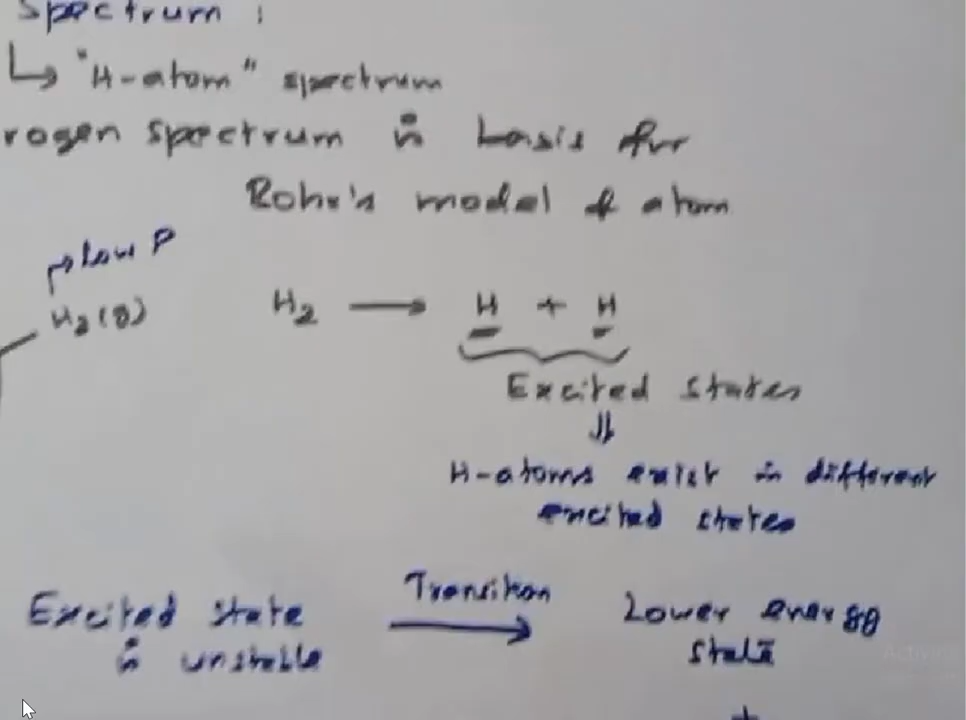 Spectrum :
↳ "H-atom" spectrum
rogen spectrum is basis for
Bohr's model of atom
→ Low P
H2(g)
H2 → H + H
Excited states
⇓
H-atoms exist in different
excited states
Transition
Excited state → Lower energy
is unstable
state